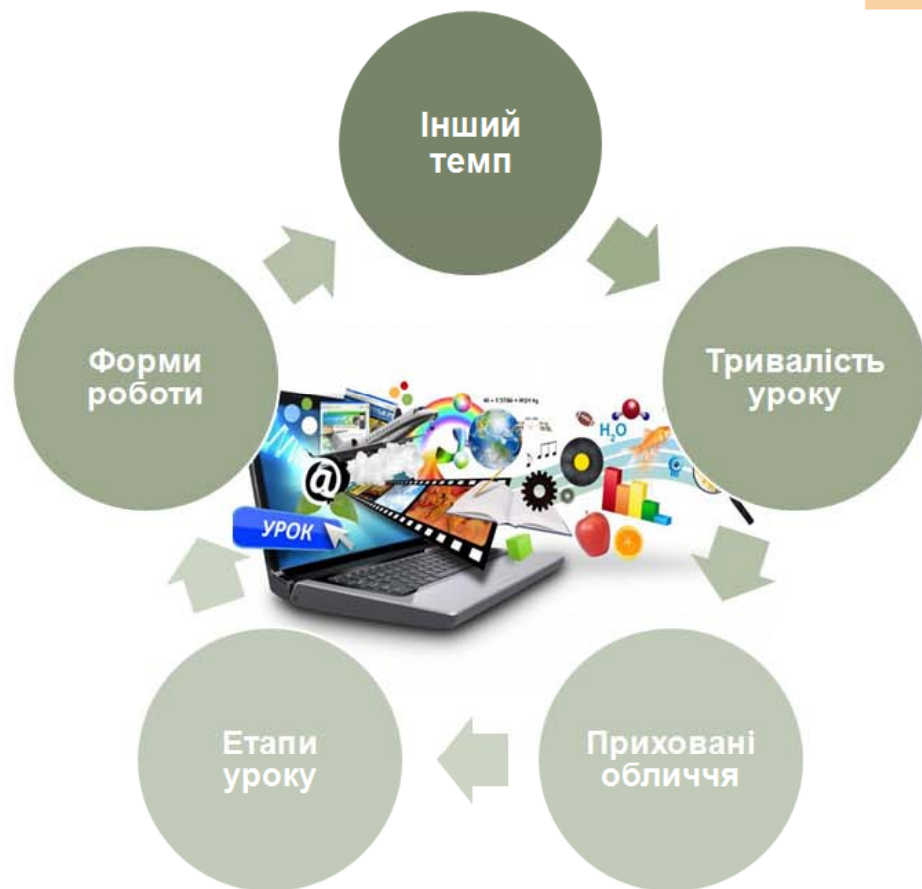 Інший
темп
Форми
роботи
Тривалість
уроку
H₂O
@
УРОК
Етапи
уроку
Приховані
обличчя